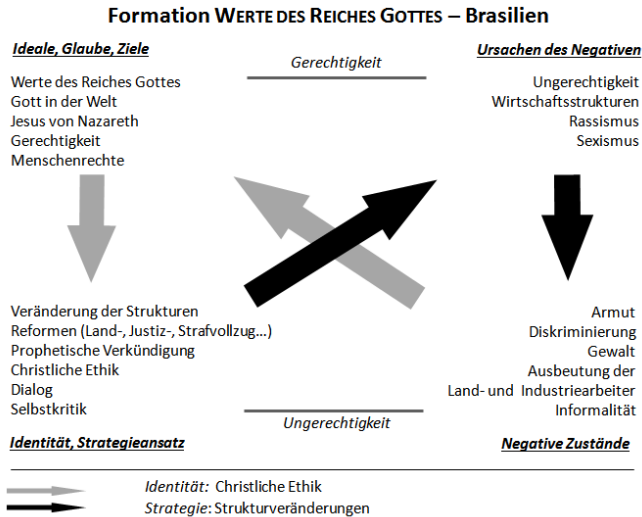 Formation WERTE DES REICHES GOTTES – Brasilien
Ideale, Glaube, Ziele
Werte des Reiches Gottes
Gott in der Welt
Jesus von Nazareth
Gerechtigkeit
Menschenrechte
Gerechtigkeit
Ursachen des Negativen
Ungerechtigkeit
Wirtschaftsstrukturen
Rassismus
Sexismus
Veränderung der Strukturen
Reformen (Land-, Justiz-, Strafvollzug...)
Prophetische Verkündigung
Christliche Ethik
Dialog
Selbstkritik
Identität, Strategieansatz
Ungerechtigkeit
Armut
Diskriminierung
Gewalt
Ausbeutung der
Land- und Industriearbeiter
Informalität
Negative Zustände
Identität: Christliche Ethik
Strategie: Strukturveränderungen